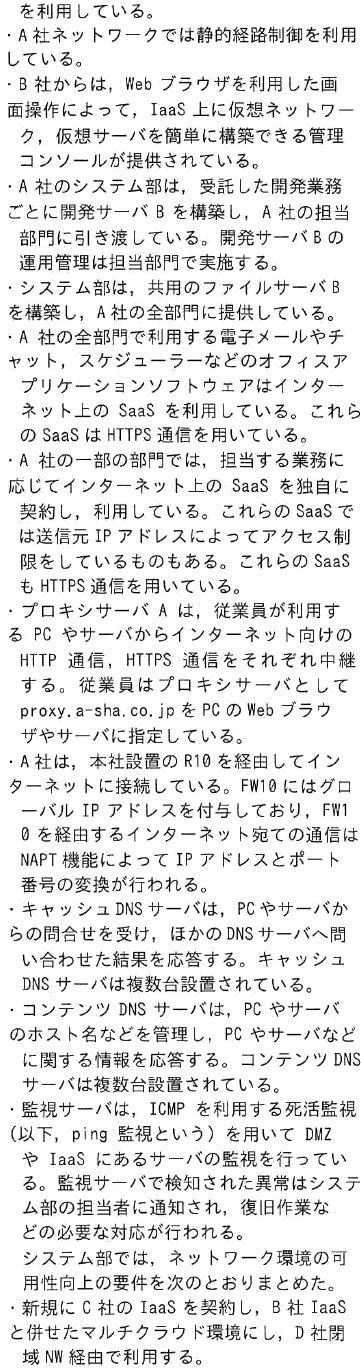 を利用している。
・A社ネットワークでは静的経路制御を利用
している。
・B 社からは，Web ブラウザを利用した画
面操作によって，IaaS 上に仮想ネットワー
ク，仮想サーバを簡単に構築できる管理
コンソールが提供されている。
・A 社のシステム部は，受託した開発業務
ごとに開発サーバ B を構築し，A 社の担当
部門に引き渡している。開発サーバ B の
運用管理は担当部門で実施する。
・システム部は，共用のファイルサーバ B
を構築し，A社の全部門に提供している。
・A 社の全部門で利用する電子メールやチ
ャット，スケジューラーなどのオフィスア
プリケーションソフトウェアはインター
ネット上の SaaS を利用している。これら
の SaaS は HTTPS 通信を用いている。
・A 社の一部の部門では，担当する業務に
応じてインターネット上の SaaS を独自に
契約し，利用している。これらの SaaS で
は送信元 IP アドレスによってアクセス制
限をしているものもある。これらの SaaS
も HTTPS 通信を用いている。
・プロキシサーバ A は，従業員が利用す
る PC やサーバからインターネット向けの
HTTP 通信，HTTPS 通信をそれぞれ中継
する。従業員はプロキシサーバとして
proxy.a-sha.co.jp を PC の Web ブラウ
ザやサーバに指定している。
・A社は，本社設置の R10 を経由してイン
ターネットに接続している。FW10 にはグロ
ーバル IP アドレスを付与しており，FW1
0 を経由するインターネット宛ての通信は
NAPT 機能によって IP アドレスとポート
番号の変換が行われる。
・キャッシュ DNS サーバは，PC やサーバか
らの問合せを受け，ほかの DNS サーバへ問
い合わせた結果を応答する。キャッシュ
DNS サーバは複数台設置されている。
・コンテンツ DNS サーバは，PC やサーバ
のホスト名などを管理し，PC やサーバなど
に関する情報を応答する。コンテンツ DNS
サーバは複数台設置されている。
・監視サーバは，ICMP を利用する死活監視
(以下，ping 監視という) を用いて DMZ
や IaaS にあるサーバの監視を行ってい
る。監視サーバで検知された異常はシステ
ム部の担当者に通知され，復旧作業な
どの必要な対応が行われる。
システム部では，ネットワーク環境の可
用性向上の要件を次のとおりまとめた。
・新規に C 社の IaaS を契約し，B 社 IaaS
と併せたマルチクラウド環境にし，D 社閉
域 NW 経由で利用する。